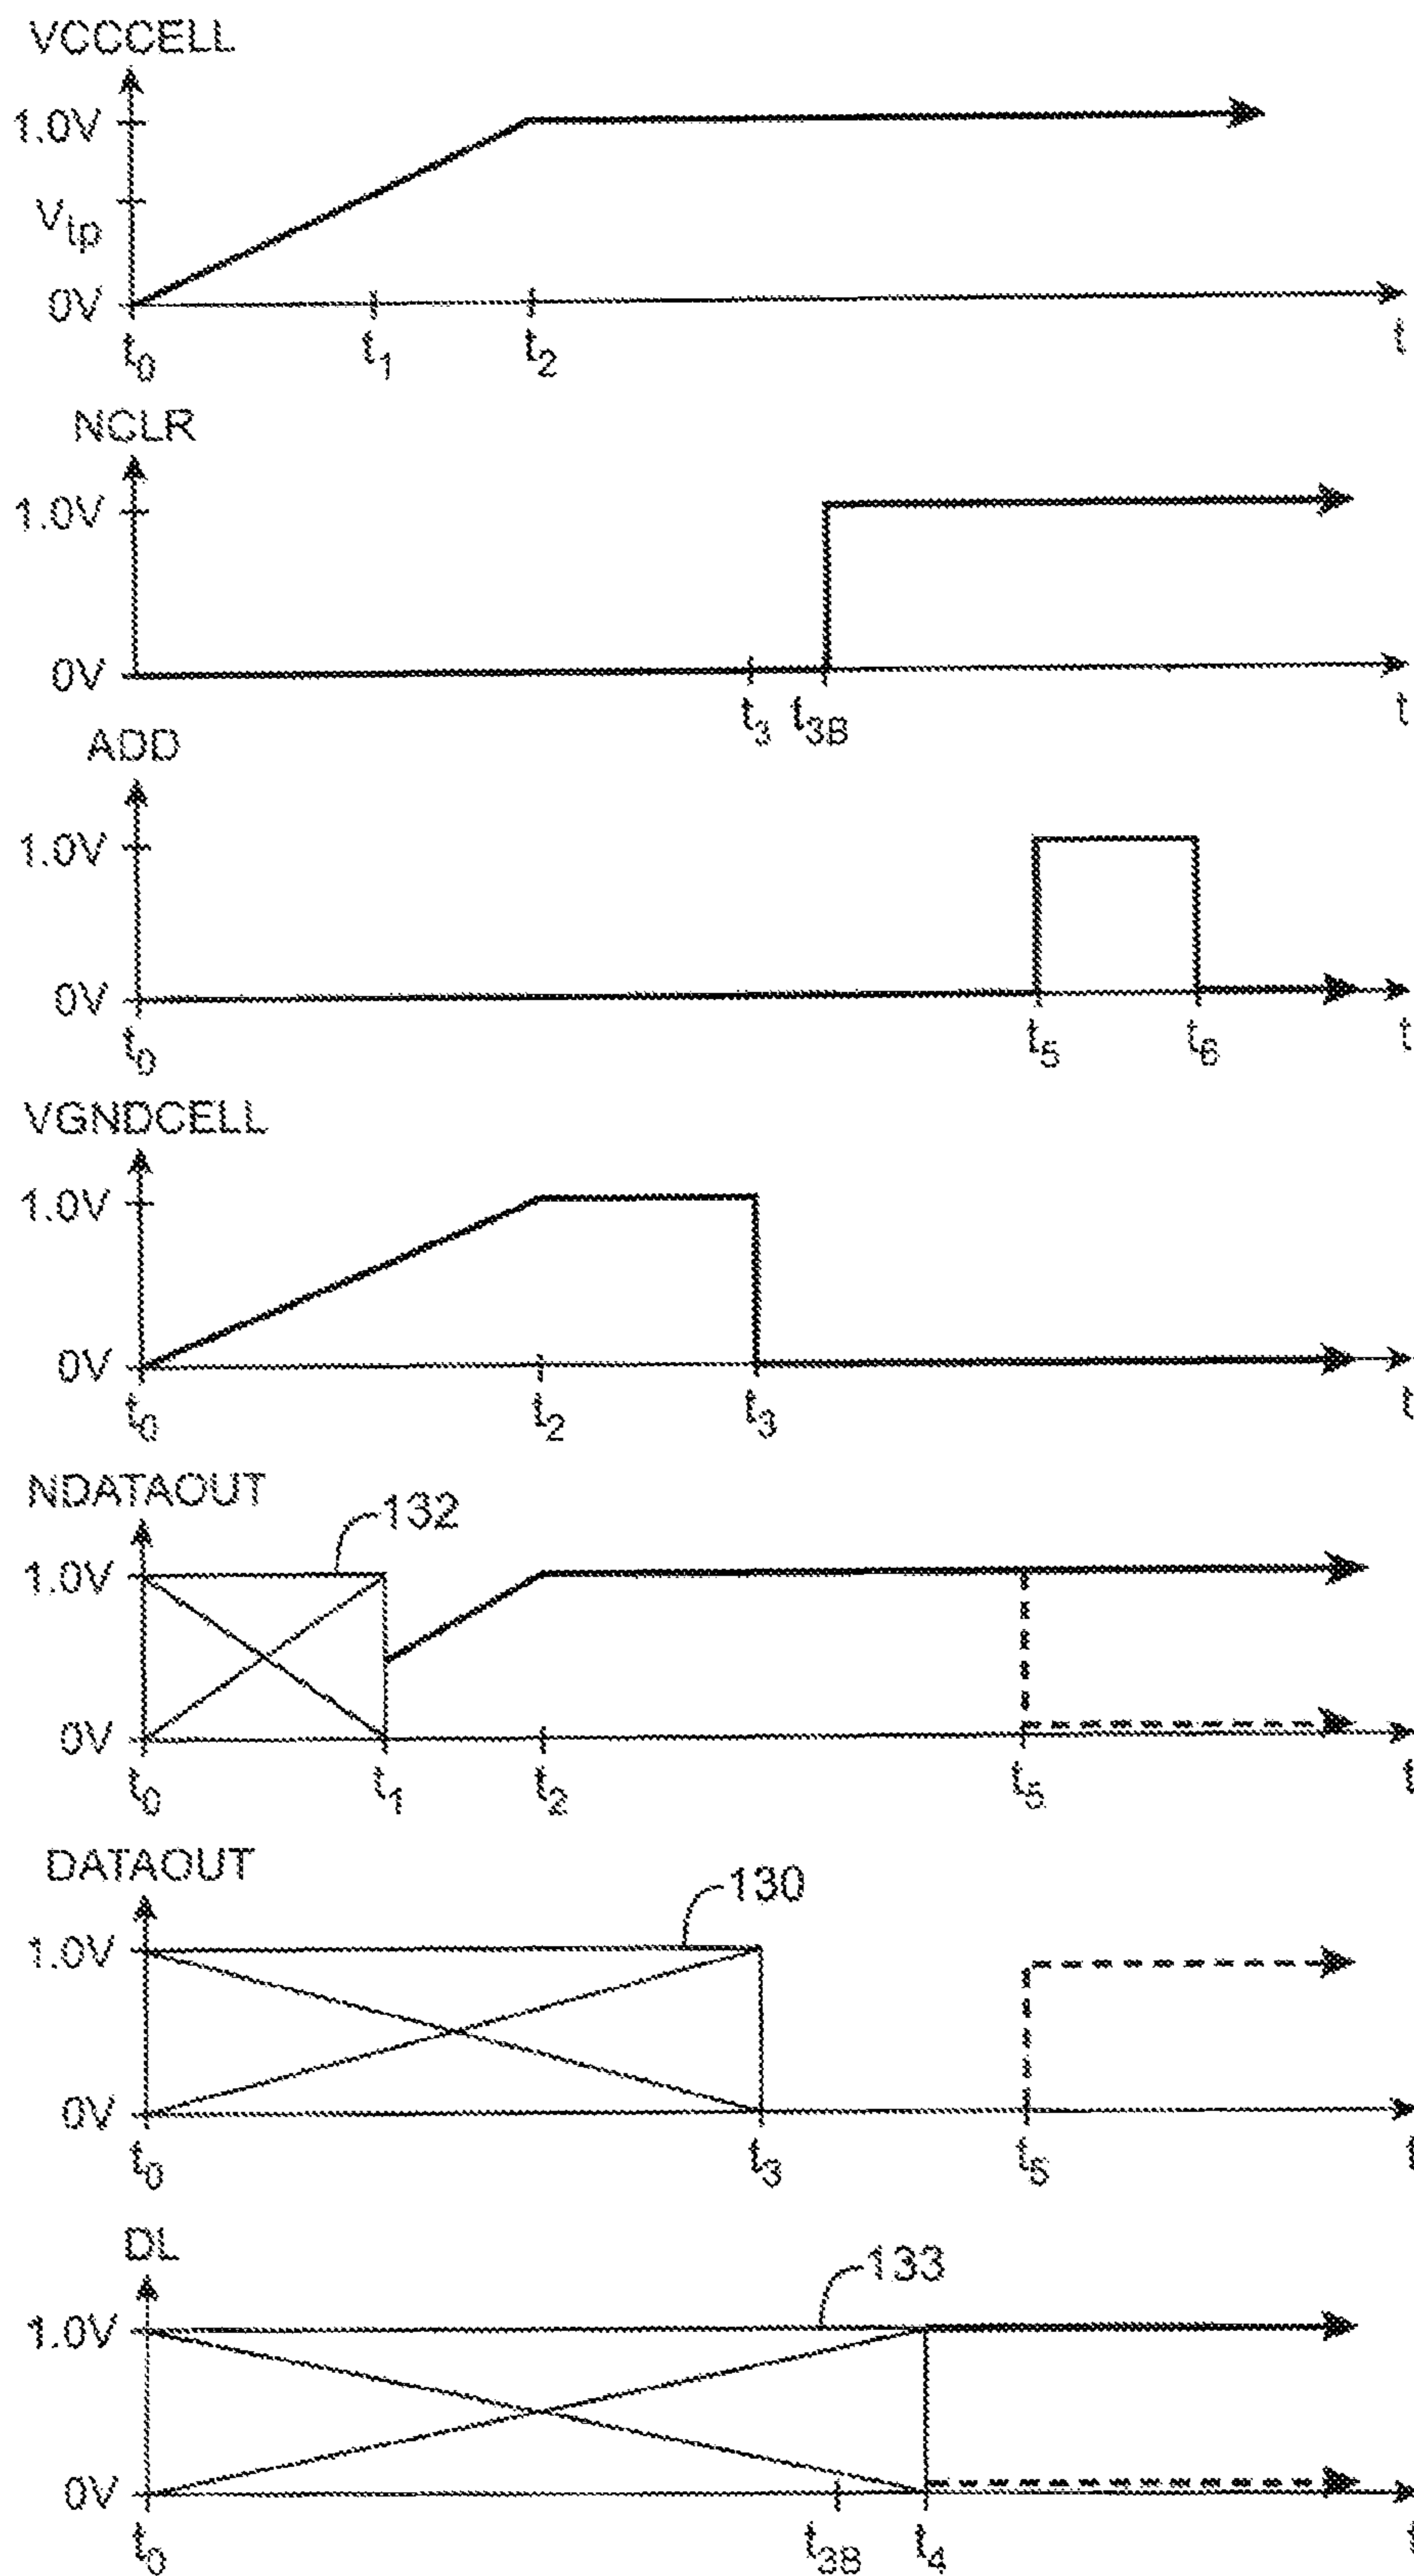 VCCCELL
1.0V
Vtp
0V
t0 t1 t2 t
NCLR
1.0V
0V
t3 t3B t
ADD
1.0V
0V
t0 t5 t6 t
VGNDCELL
1.0V
0V
t0 t2 t3 t
NDATAOUT
132
1.0V
0V
t0 t1 t2 t5 t
DATAOUT
130
1.0V
0V
t0 t3 t5 t
DL
133
1.0V
0V
t0 t3B t4 t